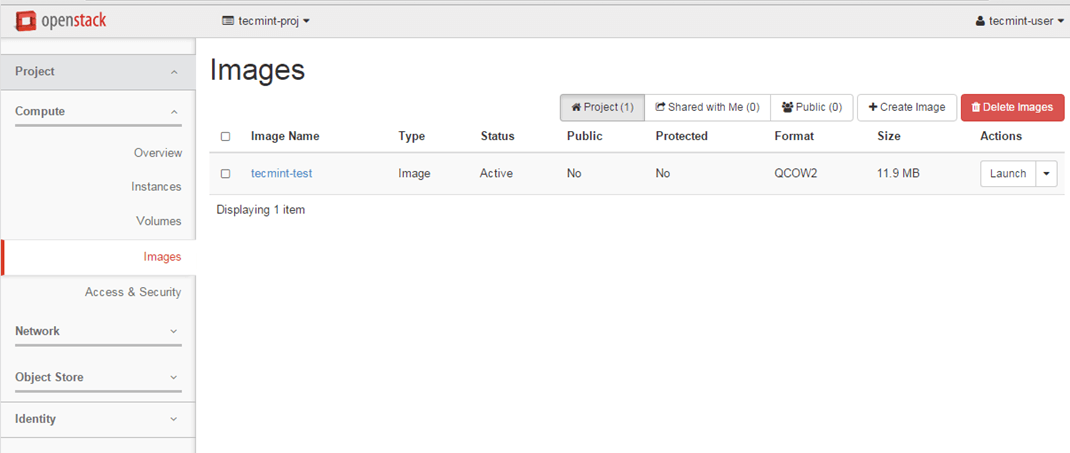 openstack
tecmint-proj
tecmint-user
Project
Compute
Overview
Instances
Volumes
Images
Access & Security
Network
Object Store
Identity
Images
Project (1) Shared with Me (0) Public (0) Create Image Delete Images
Image Name Type Status Public Protected Format Size Actions
tecmint-test Image Active No No QCOW2 11.9 MB Launch
Displaying 1 item